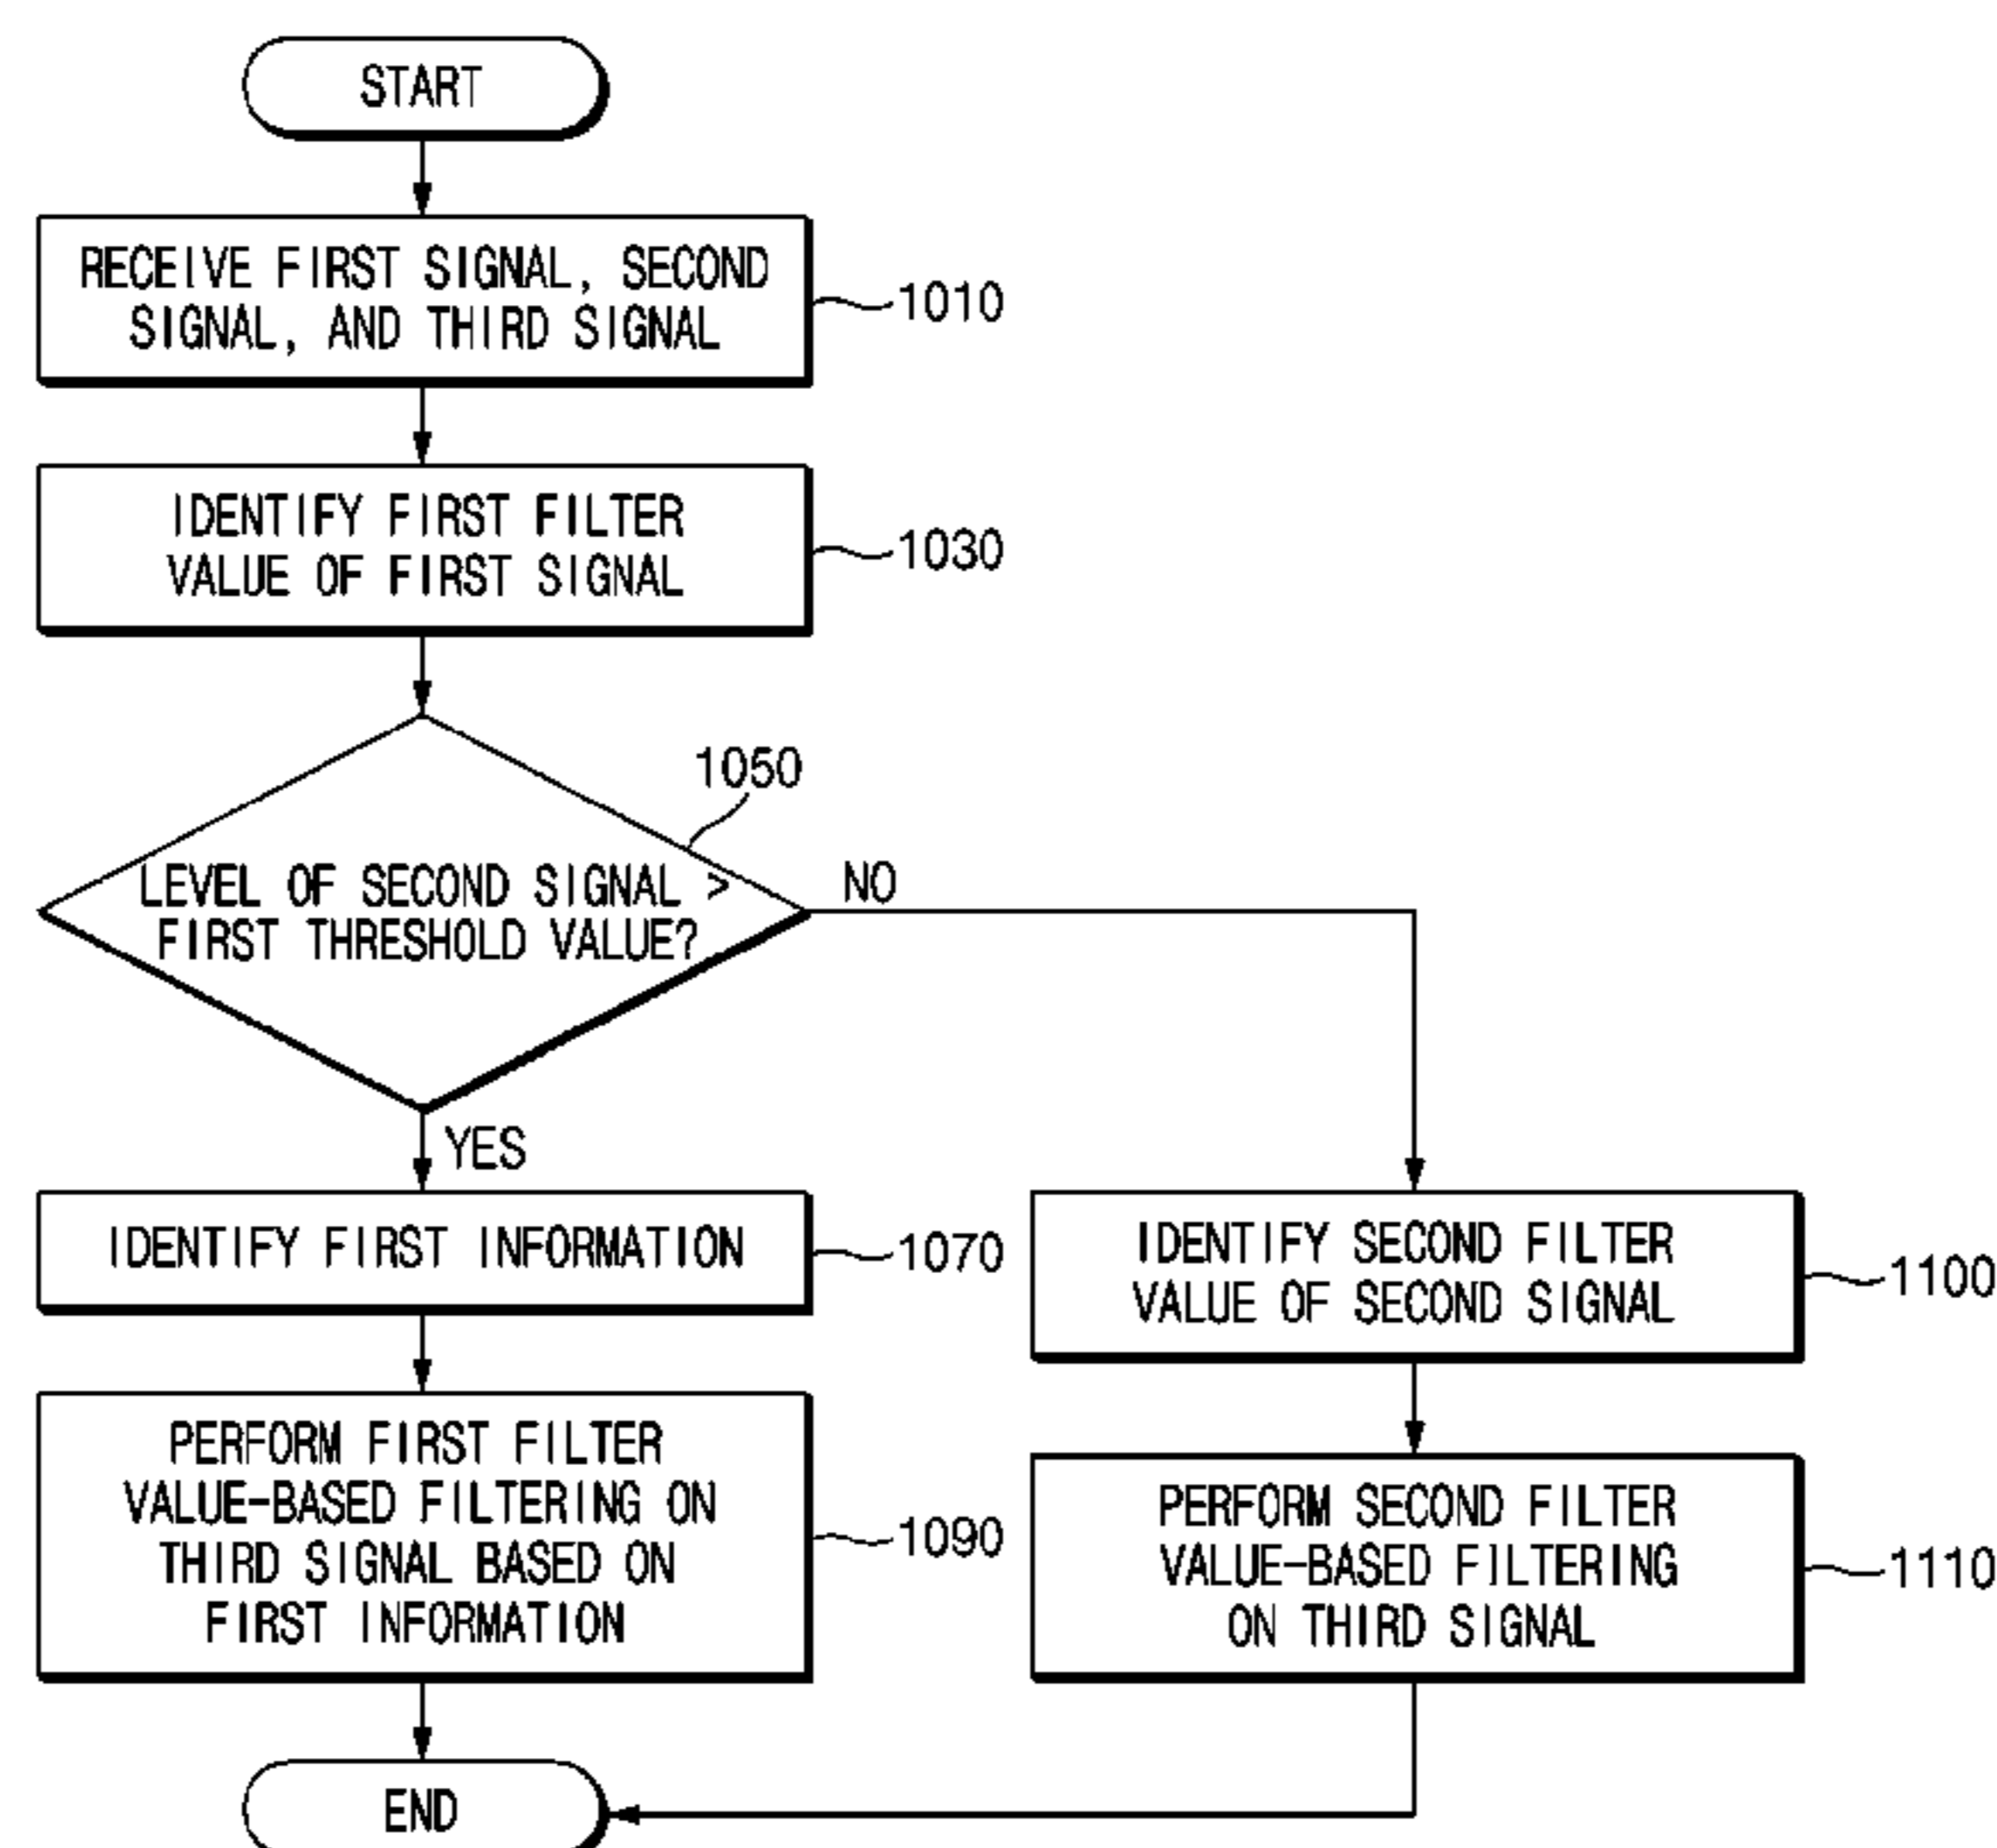 START
RECEIVE FIRST SIGNAL, SECOND
SIGNAL, AND THIRD SIGNAL
1010
IDENTIFY FIRST FILTER
VALUE OF FIRST SIGNAL
1030
1050
LEVEL OF SECOND SIGNAL >
FIRST THRESHOLD VALUE?
NO
YES
IDENTIFY FIRST INFORMATION
1070
IDENTIFY SECOND FILTER
VALUE OF SECOND SIGNAL
1100
PERFORM FIRST FILTER
VALUE-BASED FILTERING ON
THIRD SIGNAL BASED ON
FIRST INFORMATION
1090
PERFORM SECOND FILTER
VALUE-BASED FILTERING
ON THIRD SIGNAL
1110
END